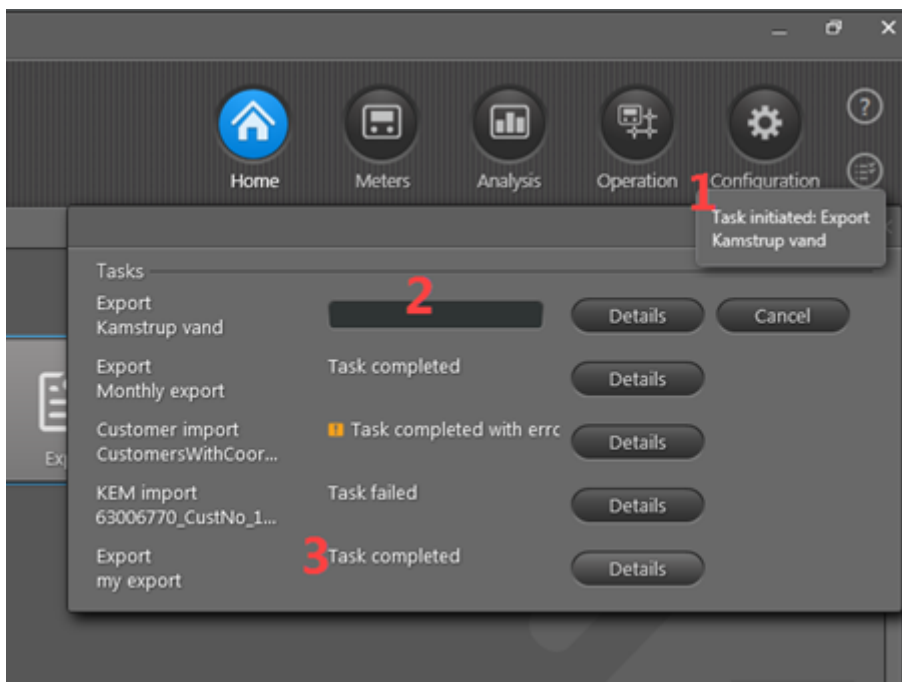 ?
Home
Meters
Analysis
Operation
Configuration
1
Task initiated: Export
Kamstrup vand
Tasks
Export
Kamstrup vand
2
Details
Cancel
Export
Monthly export
Task completed
Details
Customer import
CustomersWithCoor...
! Task completed with errc
Details
KEM import
63006770_CustNo_1...
Task failed
Details
Export
my export
3
Task completed
Details